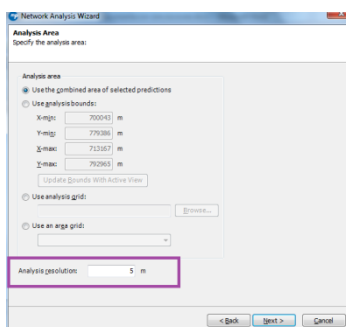 Network Analysis Wizard
Analysis Area
Specify the analysis area:
Analysis area
Use the combined area of selected predictions
Use analysis bounds:
X-min: 700043 m
Y-min: 779386 m
X-max: 713167 m
Y-max: 792965 m
Update Bounds With Active View
Use analysis grid:
Browse...
Use an area grid:
Analysis resolution: 5 m
< Back Next > Cancel